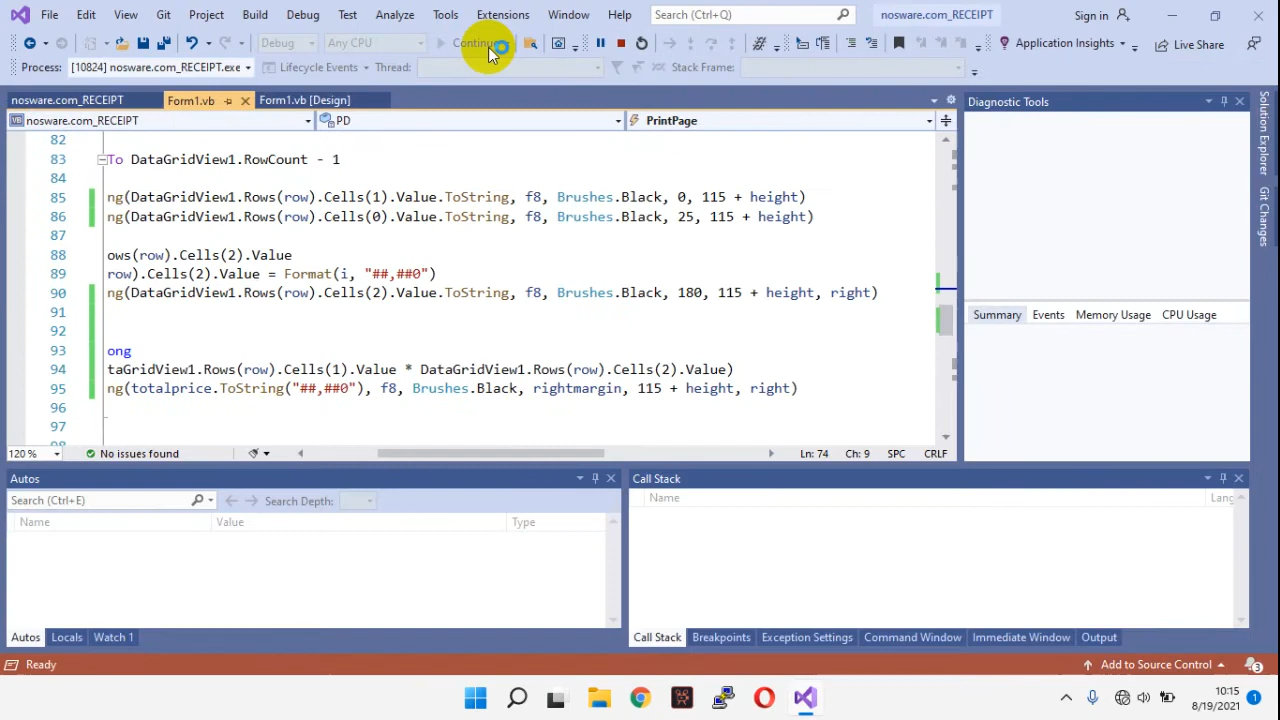 File Edit View Git Project Build Debug Test Analyze Tools Extensions Window Help Search (Ctrl+Q) nosware.com_RECEIPT Sign in
Debug Any CPU Continue Application Insights Live Share
Process: [10824] nosware.com_RECEIPT.exe Lifecycle Events Thread: Stack Frame:
nosware.com_RECEIPT Form1.vb Form1.vb [Design] Diagnostic Tools
nosware.com_RECEIPT PD PrintPage
82
83 To DataGridView1.RowCount - 1
84
85 ng(DataGridView1.Rows(row).Cells(1).Value.ToString, f8, Brushes.Black, 0, 115 + height)
86 ng(DataGridView1.Rows(row).Cells(0).Value.ToString, f8, Brushes.Black, 25, 115 + height)
87
88 ows(row).Cells(2).Value
89 row).Cells(2).Value = Format(i, "##,##0")
90 ng(DataGridView1.Rows(row).Cells(2).Value.ToString, f8, Brushes.Black, 180, 115 + height, right)
91
92
93 ong
94 taGridView1.Rows(row).Cells(1).Value * DataGridView1.Rows(row).Cells(2).Value)
95 ng(totalprice.ToString("##,##0"), f8, Brushes.Black, rightmargin, 115 + height, right)
96
97
98
Summary Events Memory Usage CPU Usage
Solution Explorer
Git Changes
120 % No issues found Ln: 74 Ch: 9 SPC CRLF
Autos Call Stack
Search (Ctrl+E) Search Depth: Name Lang
Name Value Type
Autos Locals Watch 1 Call Stack Breakpoints Exception Settings Command Window Immediate Window Output
Ready Add to Source Control 3
10:15
8/19/2021 1